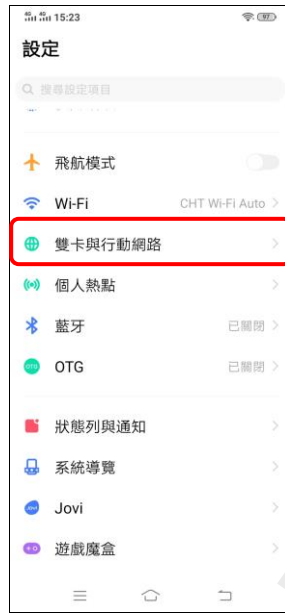 4G 4G 15:23 97
設定
搜尋設定項目
飛航模式
Wi-Fi CHT Wi-Fi Auto
雙卡與行動網路
個人熱點
藍牙 已關閉
OTG OTG 已關閉
狀態列與通知
系統導覽
Jovi Jovi
遊戲魔盒